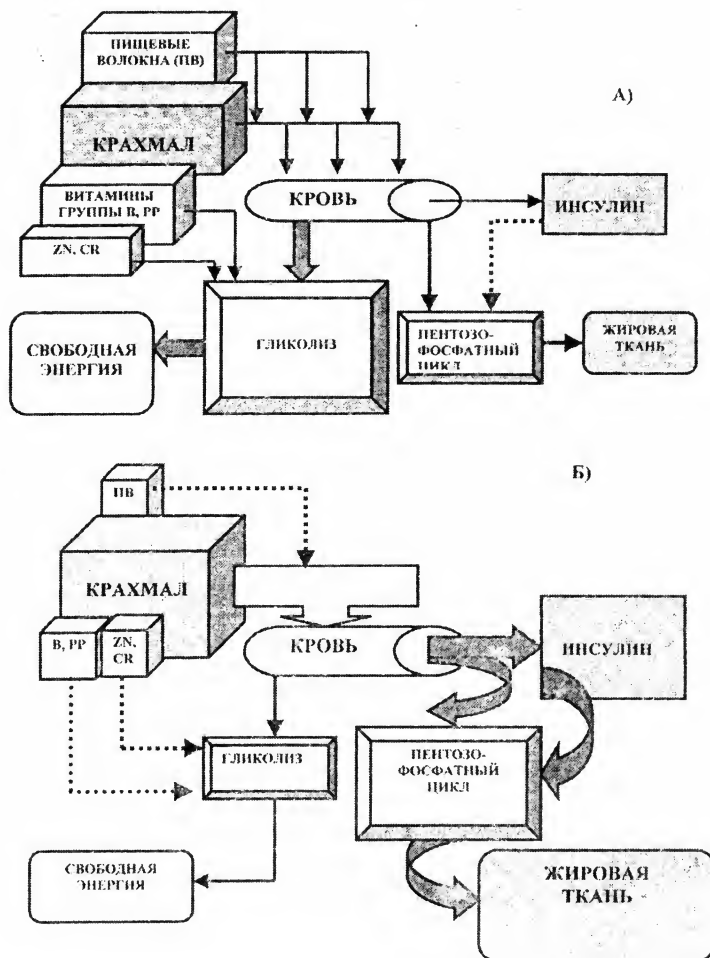 ПИЩЕВЫЕ
ВОЛОКНА (ПВ)
А)
КРАХМАЛ
ВИТАМИНЫ
ГРУППЫ В, РР
КРОВЬ
ИНСУЛИН
ZN, CR
СВОБОДНАЯ
ЭНЕРГИЯ
ГЛИКОЛИЗ
ПЕНТОЗО-
ФОСФАТНЫЙ
ЦИКЛ
ЖИРОВАЯ
ТКАНЬ
Б)
ПВ
КРАХМАЛ
В, РР
ZN,
CR
КРОВЬ
ИНСУЛИН
ГЛИКОЛИЗ
ПЕНТОЗО-
ФОСФАТНЫЙ
ЦИКЛ
СВОБОДНАЯ
ЭНЕРГИЯ
ЖИРОВАЯ
ТКАНЬ